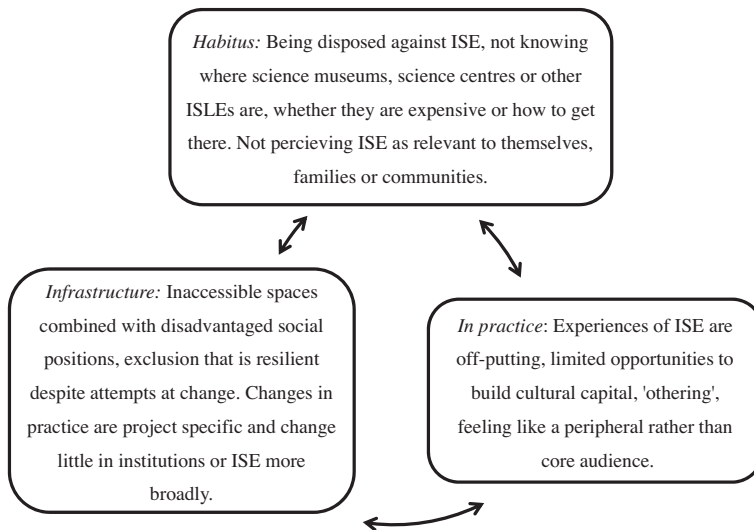 Habitus: Being disposed against ISE, not knowing
where science museums, science centres or other
ISLEs are, whether they are expensive or how to get
there. Not percieving ISE as relevant to themselves,
families or communities.
Infrastructure: Inaccessible spaces
combined with disadvantaged social
positions, exclusion that is resilient
despite attempts at change. Changes in
practice are project specific and change
little in institutions or ISE more
broadly.
In practice: Experiences of ISE are
off-putting, limited opportunities to
build cultural capital, 'othering',
feeling like a peripheral rather than
core audience.